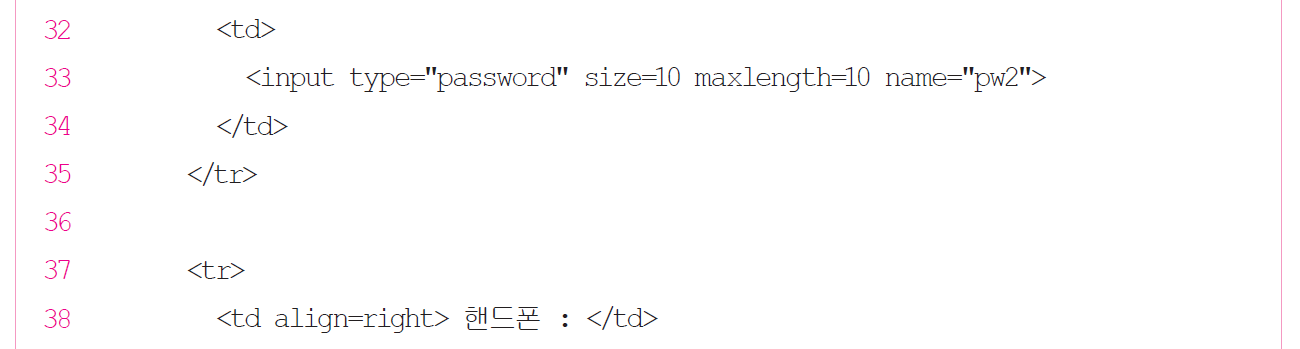 32 <td>
33 <input type="password" size=10 maxlength=10 name="pw2">
34 </td>
35 </tr>
36
37 <tr>
38 <td align=right> 핸드폰 : </td>